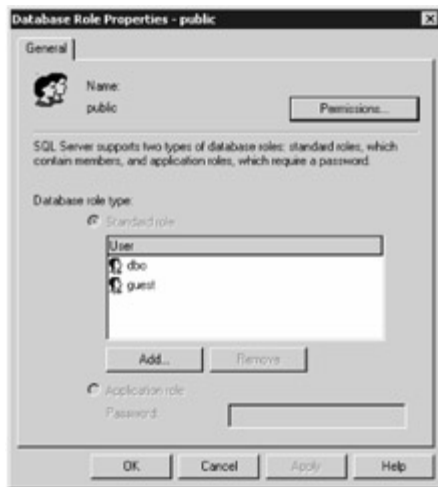 Database Role Properties - public
General
Name:
public
Permissions...
SQL Server supports two types of database roles: standard roles, which
contain members, and application roles, which require a password.
Database role type:
Standard role
User
dbo
guest
Add...
Remove
Application role
Password:
OK
Cancel
Apply
Help